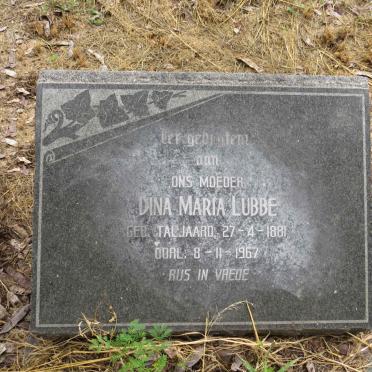 Ter gedagtenis
aan
ONS MOEDER
DINA MARIA LUBBE
GEB. TALJAARD, 27-4-1881
OORL. 8-11-1967
RUS IN VREDE